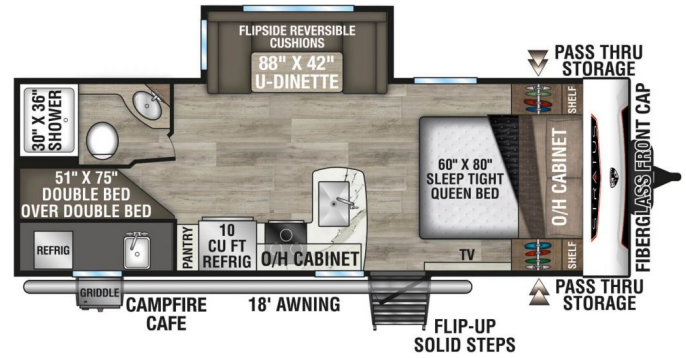 FLIPSIDE REVERSIBLE
CUSHIONS
88" X 42"
U-DINETTE
PASS THRU
STORAGE
30" X 36"
SHOWER
SHELF
51" X 75"
DOUBLE BED
OVER DOUBLE BED
60" X 80"
SLEEP TIGHT
QUEEN BED
O/H CABINET
STRATUS
FIBERGLASS FRONT CAP
REFRIG
PANTRY
10
CU FT
REFRIG
O/H CABINET
TV
SHELF
GRIDDLE
CAMPFIRE
CAFE
18' AWNING
FLIP-UP
SOLID STEPS
PASS THRU
STORAGE